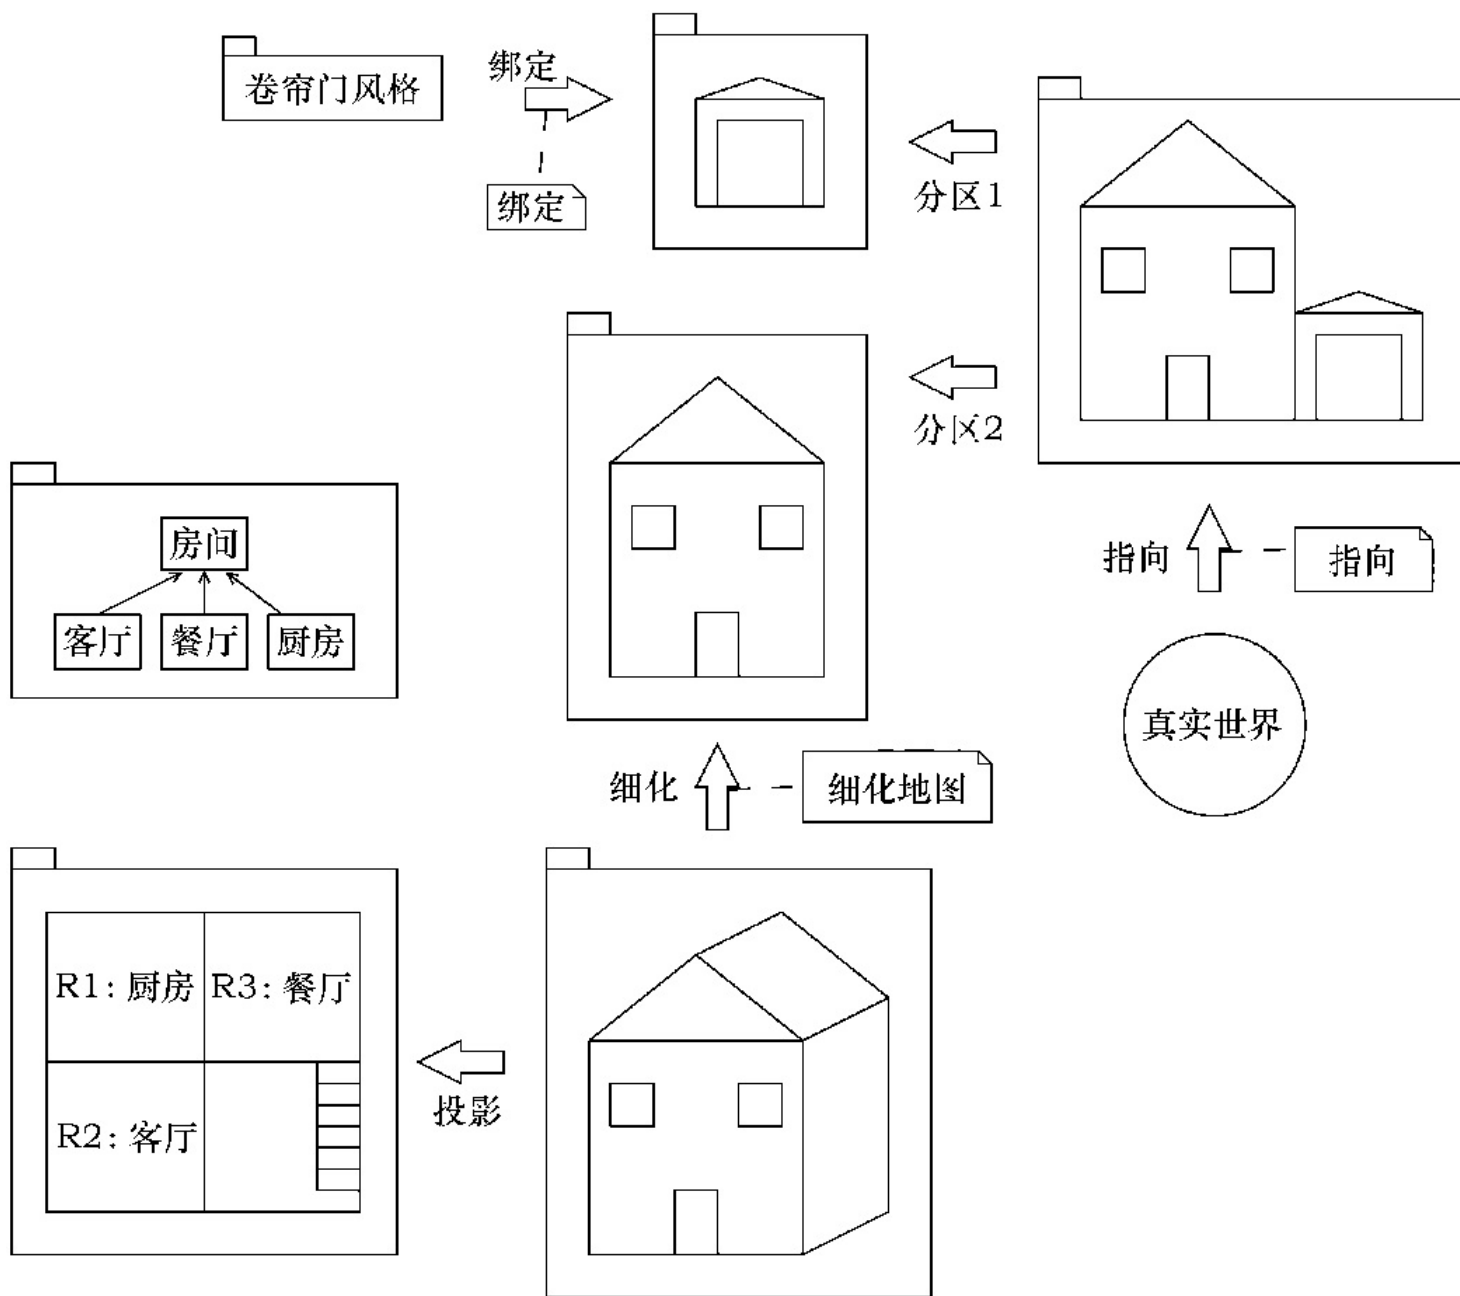 卷帘门风格
绑定
绑定
分区1
分区2
房间
客厅
餐厅
厨房
指向
指向
真实世界
细化
细化地图
R1: 厨房
R3: 餐厅
R2: 客厅
投影